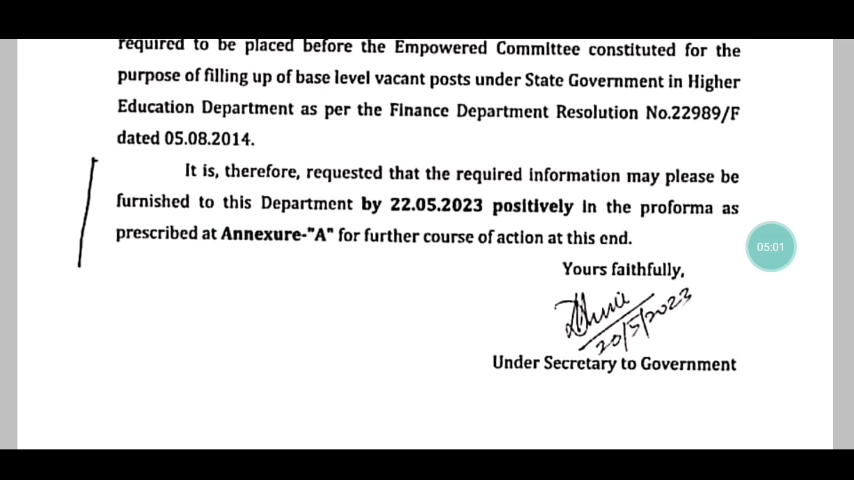 required to be placed before the Empowered Committee constituted for the
purpose of filling up of base level vacant posts under State Government in Higher
Education Department as per the Finance Department Resolution No.22989/F
dated 05.08.2014.
It is, therefore, requested that the required information may please be
furnished to this Department by 22.05.2023 positively in the proforma as
prescribed at Annexure-"A" for further course of action at this end.
05:01
Yours faithfully,
20/5/2023
Under Secretary to Government